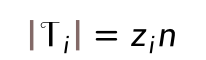 |𝒯ᵢ| = zᵢn